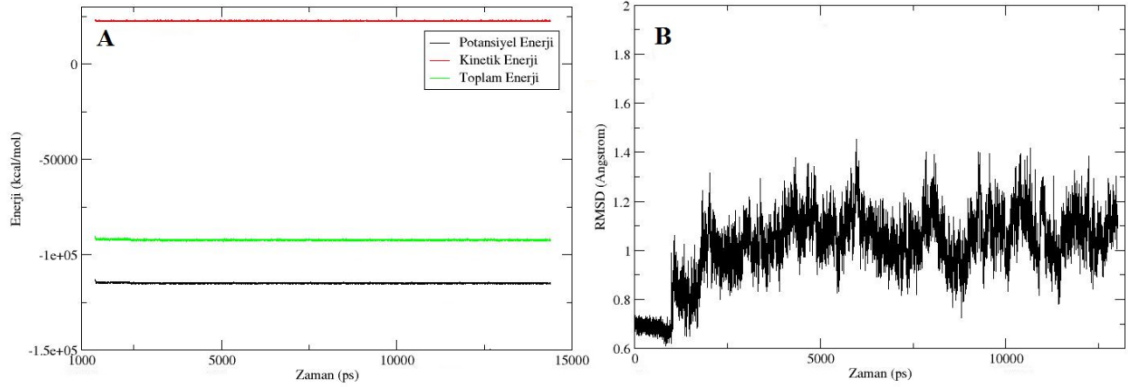 A
Potansiyel Enerji
Kinetik Enerji
Toplam Enerji
0
-50000
-1e+05
-1.5e+05
Enerji (kcal/mol)
1000
5000
10000
15000
Zaman (ps)
B
2
1.8
1.6
1.4
1.2
1
0.8
0.6
RMSD (Angstrom)
0
5000
10000
Zaman (ps)